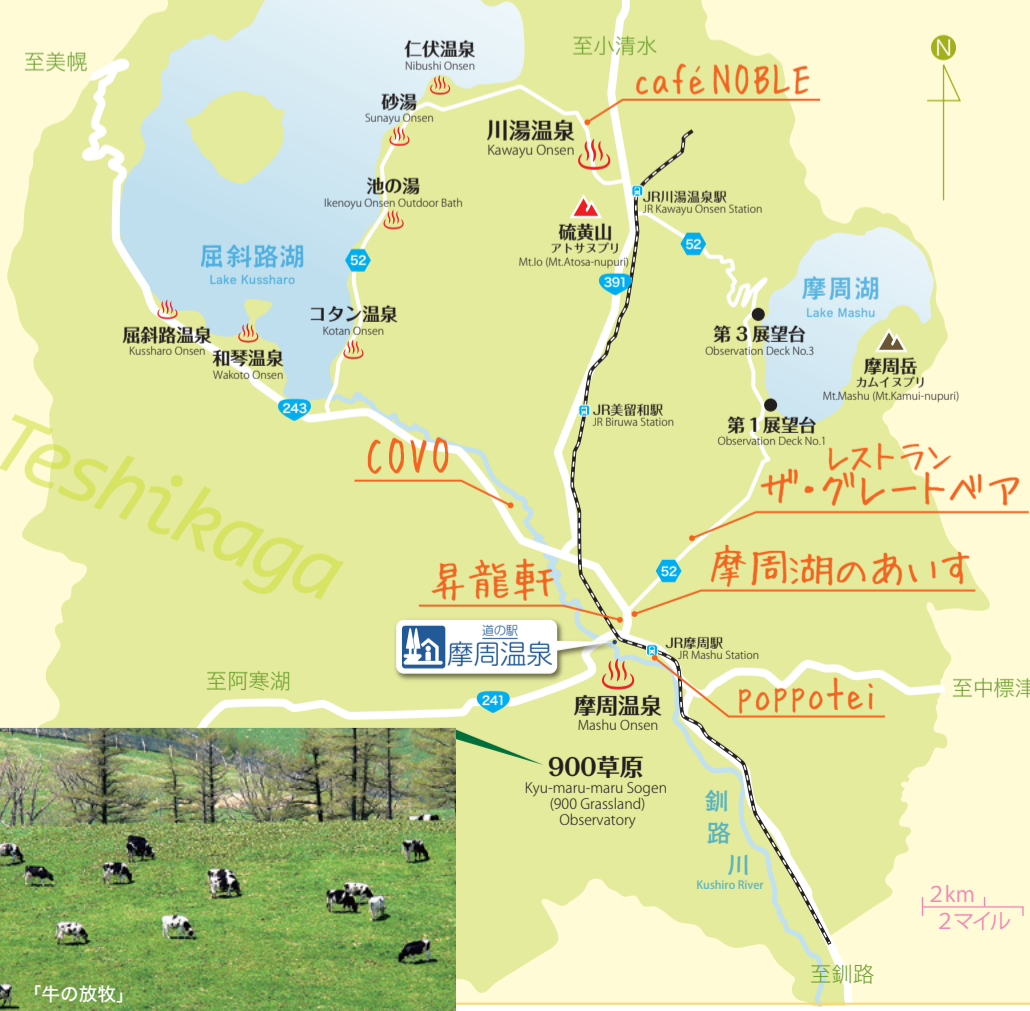 至美幌
仁伏温泉
Nibushi Onsen
至小清水
N
café NOBLE
砂湯
Sunayu Onsen
川湯温泉
Kawayu Onsen
池の湯
Ikenoyu Onsen Outdoor Bath
JR川湯温泉駅
JR Kawayu Onsen Station
硫黄山
アトサヌプリ
Mt.Io (Mt.Atosa-nupuri)
52
52
391
屈斜路湖
Lake Kussharo
摩周湖
Lake Mashu
コタン温泉
Kotan Onsen
屈斜路温泉
Kussharo Onsen
和琴温泉
Wakoto Onsen
第3展望台
Observation Deck No.3
摩周岳
カムイヌプリ
Mt.Mashu (Mt.Kamui-nupuri)
243
JR美留和駅
JR Biruwa Station
第1展望台
Observation Deck No.1
Teshikaga
COVO
レストラン
ザ・グレートベア
昇龍軒
52
摩周湖のあいす
道の駅
摩周温泉
JR摩周駅
JR Mashu Station
至阿寒湖
241
摩周温泉
Mashu Onsen
poppotei
至中標津
900草原
Kyu-maru-maru Sogen
(900 Grassland)
Observatory
釧
路
川
Kushiro River
2km
2マイル
至釧路
「牛の放牧」